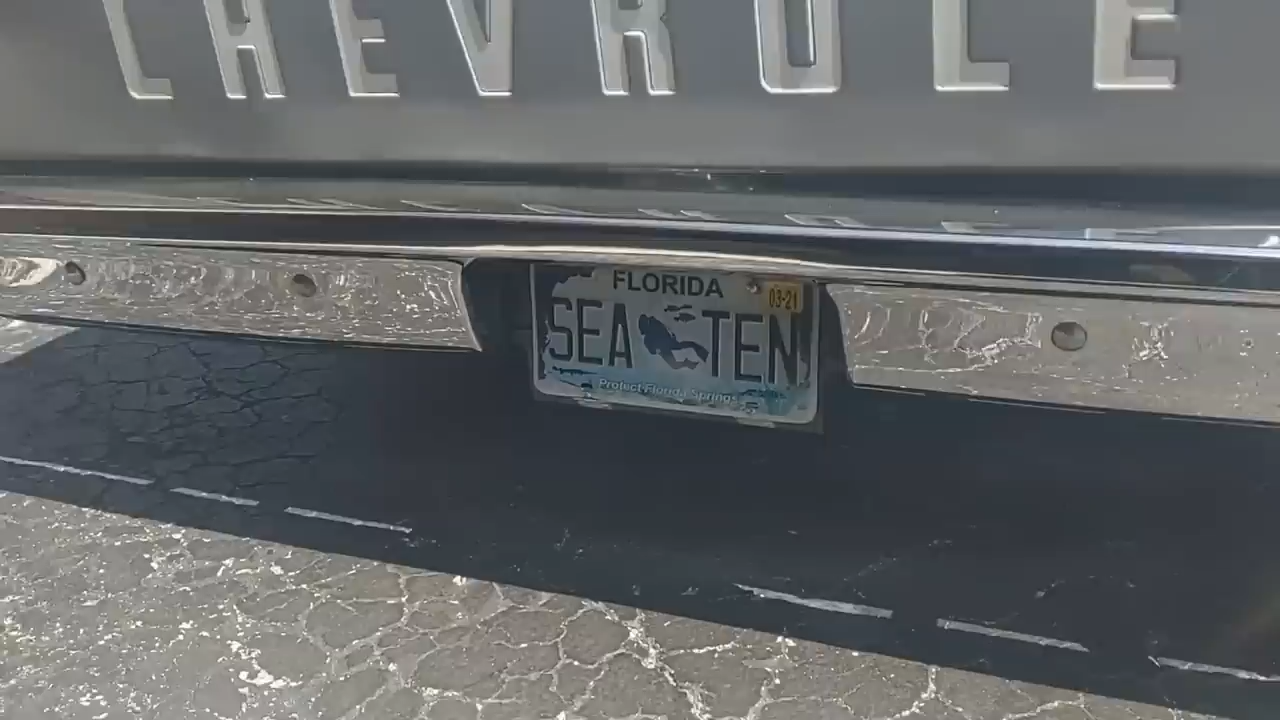 CHEVROLE
FLORIDA
03-21
SEA TEN
Protect Florida Springs